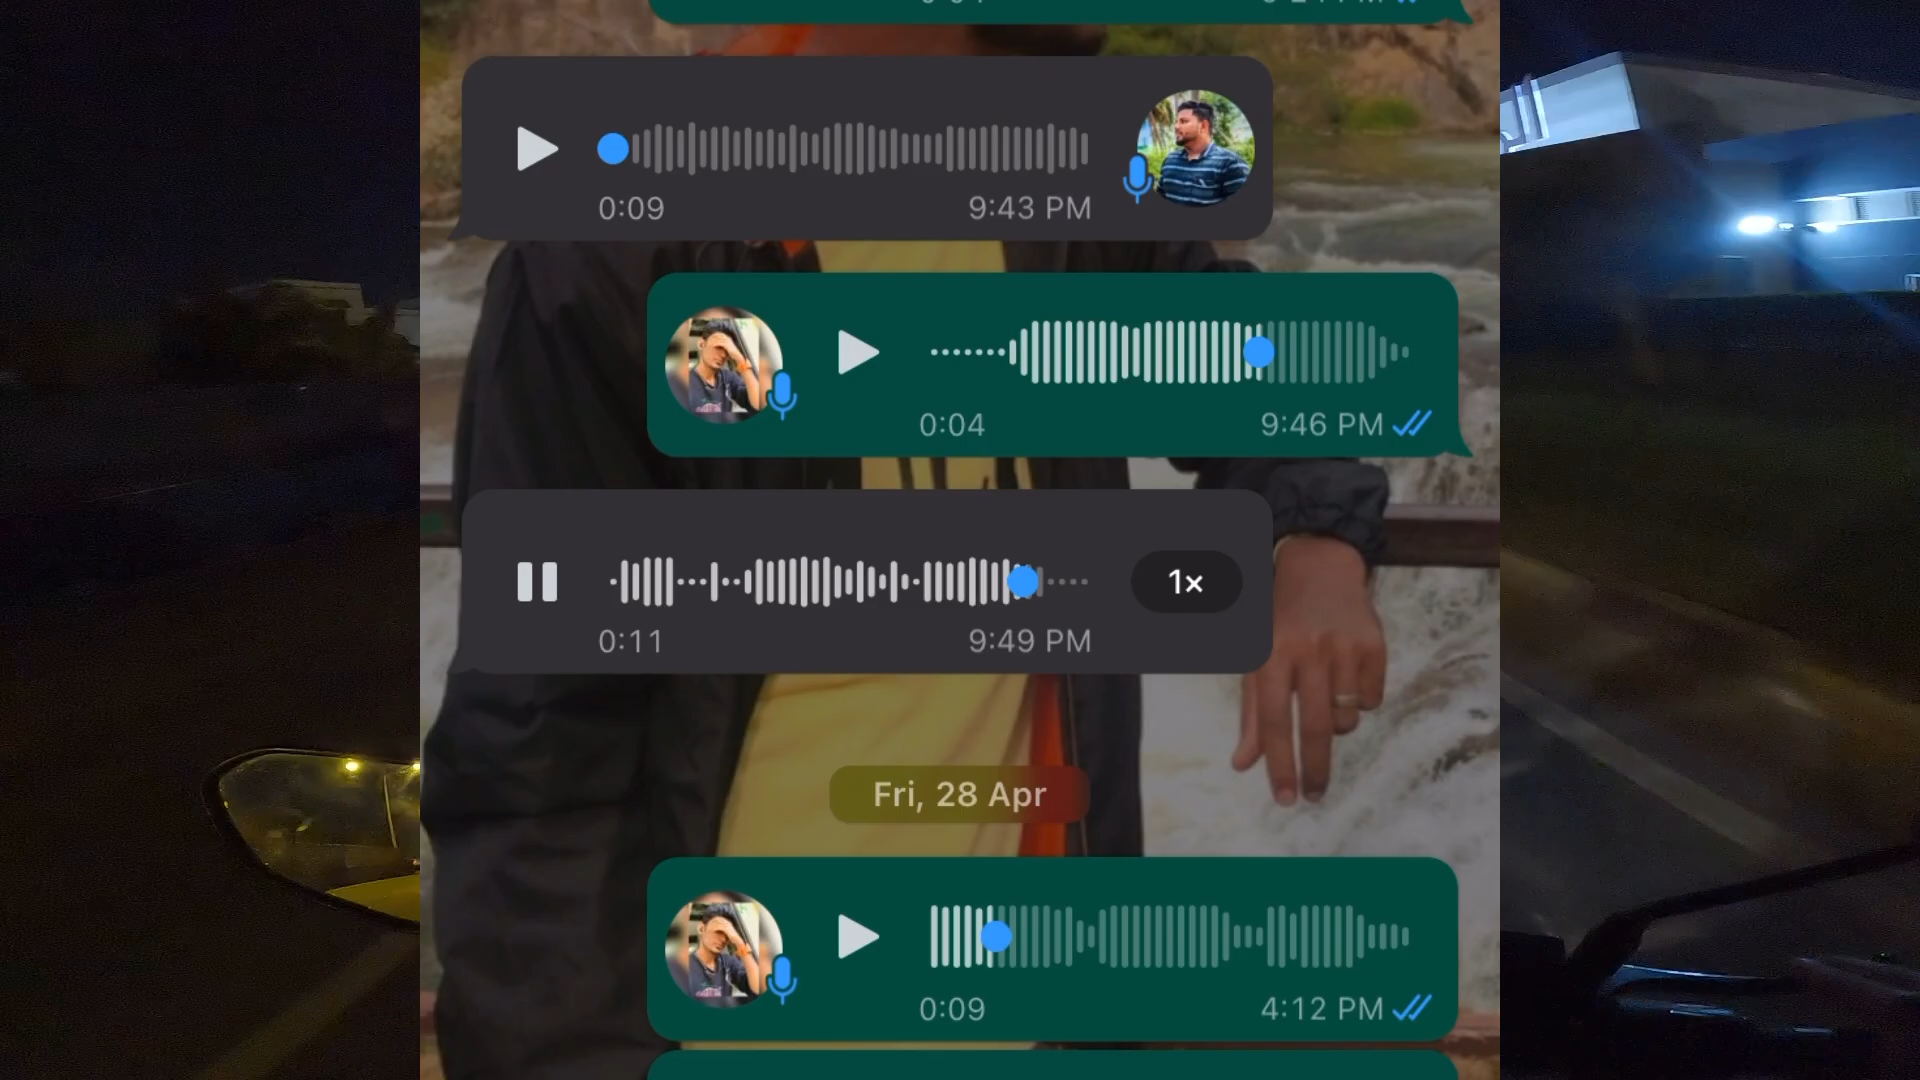 0:09 9:43 PM
0:04 9:46 PM
1×
0:11 9:49 PM
Fri, 28 Apr
0:09 4:12 PM